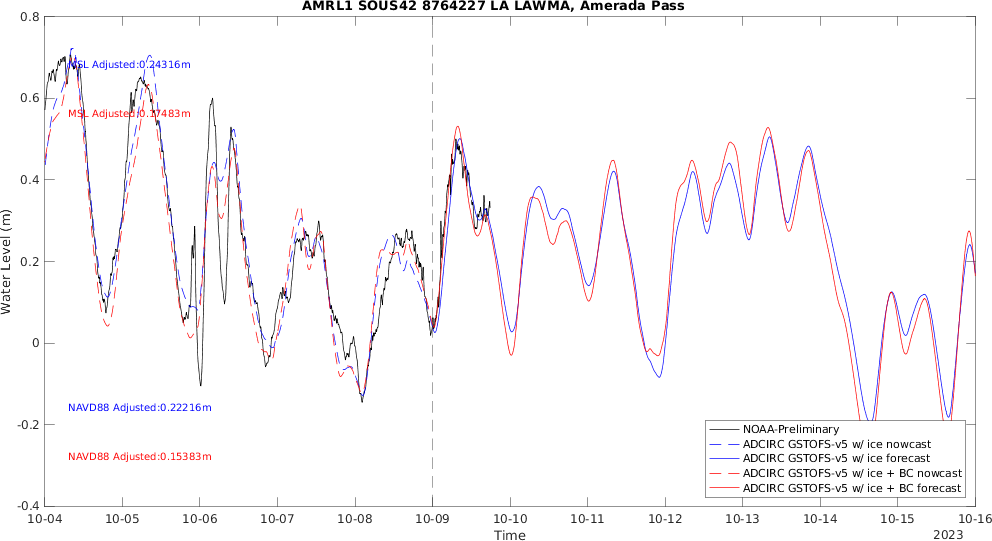 AMRL1 SOUS42 8764227 LA LAWMA, Amerada Pass
0.8
0.6
0.4
0.2
0
-0.2
-0.4
Water Level (m)
MSL Adjusted:0.24316m
MSL Adjusted:0.17483m
NAVD88 Adjusted:0.22216m
NAVD88 Adjusted:0.15383m
NOAA-Preliminary
ADCIRC GSTOFS-v5 w/ ice nowcast
ADCIRC GSTOFS-v5 w/ ice forecast
ADCIRC GSTOFS-v5 w/ ice + BC nowcast
ADCIRC GSTOFS-v5 w/ ice + BC forecast
10-04 10-05 10-06 10-07 10-08 10-09 10-10 10-11 10-12 10-13 10-14 10-15 10-16
Time
2023